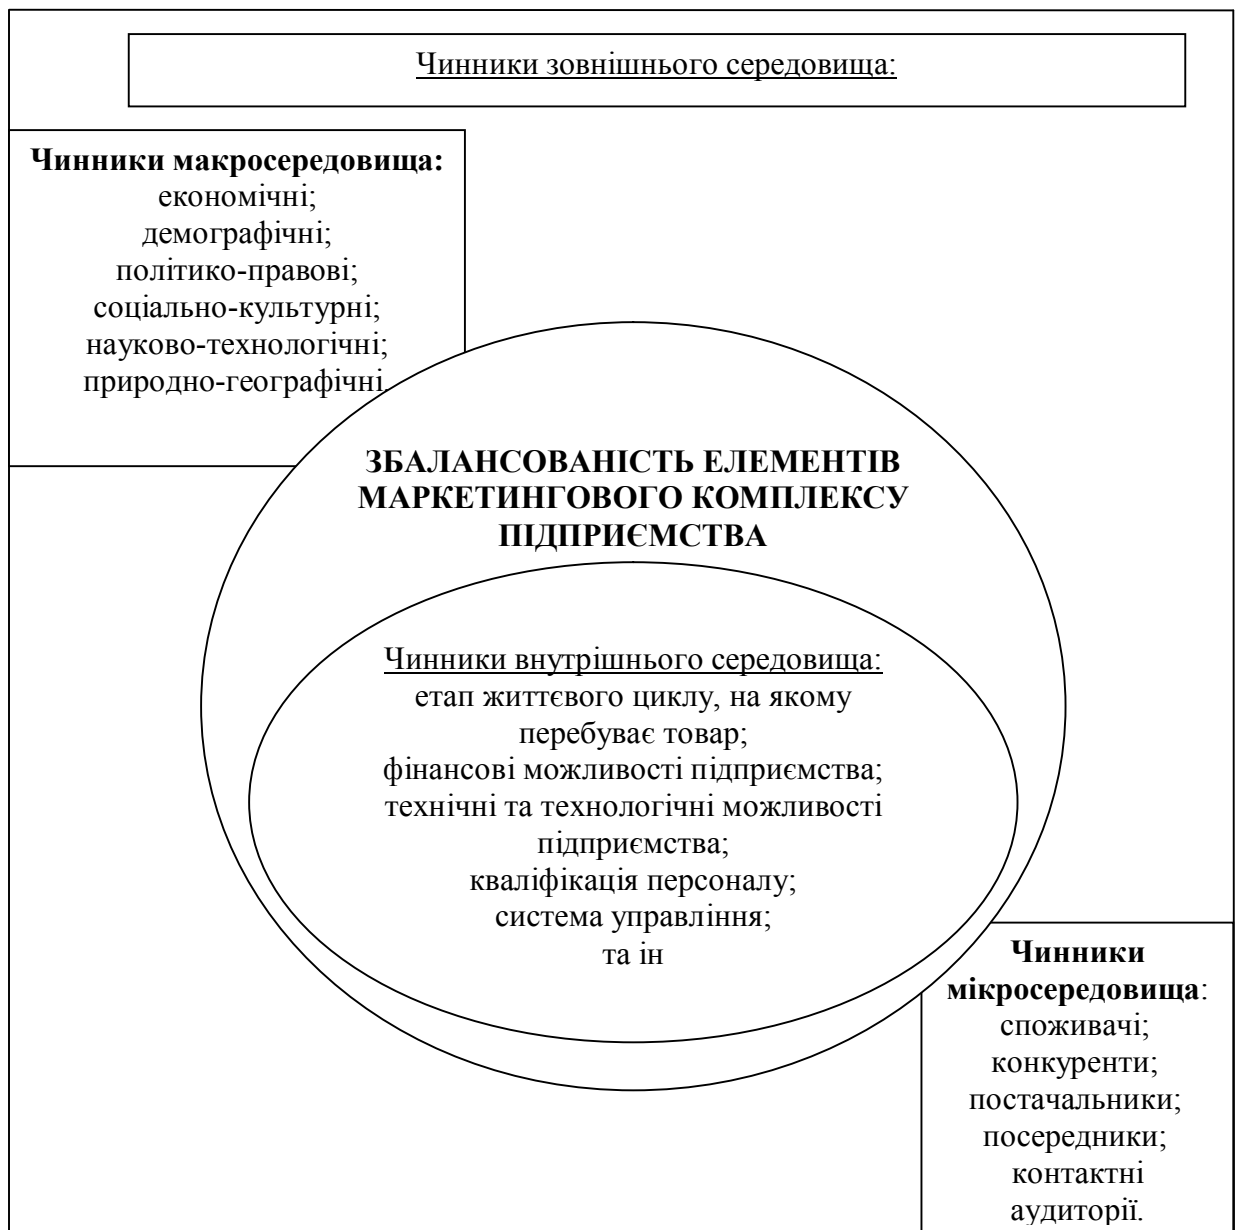 Чинники зовнішнього середовища:
Чинники макросередовища:
економічні;
демографічні;
політико-правові;
соціально-культурні;
науково-технологічні;
природно-географічні.
ЗБАЛАНСОВАНІСТЬ ЕЛЕМЕНТІВ
МАРКЕТИНГОВОГО КОМПЛЕКСУ
ПІДПРИЄМСТВА
Чинники внутрішнього середовища:
етап життєвого циклу, на якому
перебуває товар;
фінансові можливості підприємства;
технічні та технологічні можливості
підприємства;
кваліфікація персоналу;
система управління;
та ін
Чинники
мікросередовища:
споживачі;
конкуренти;
постачальники;
посередники;
контактні
аудиторії.